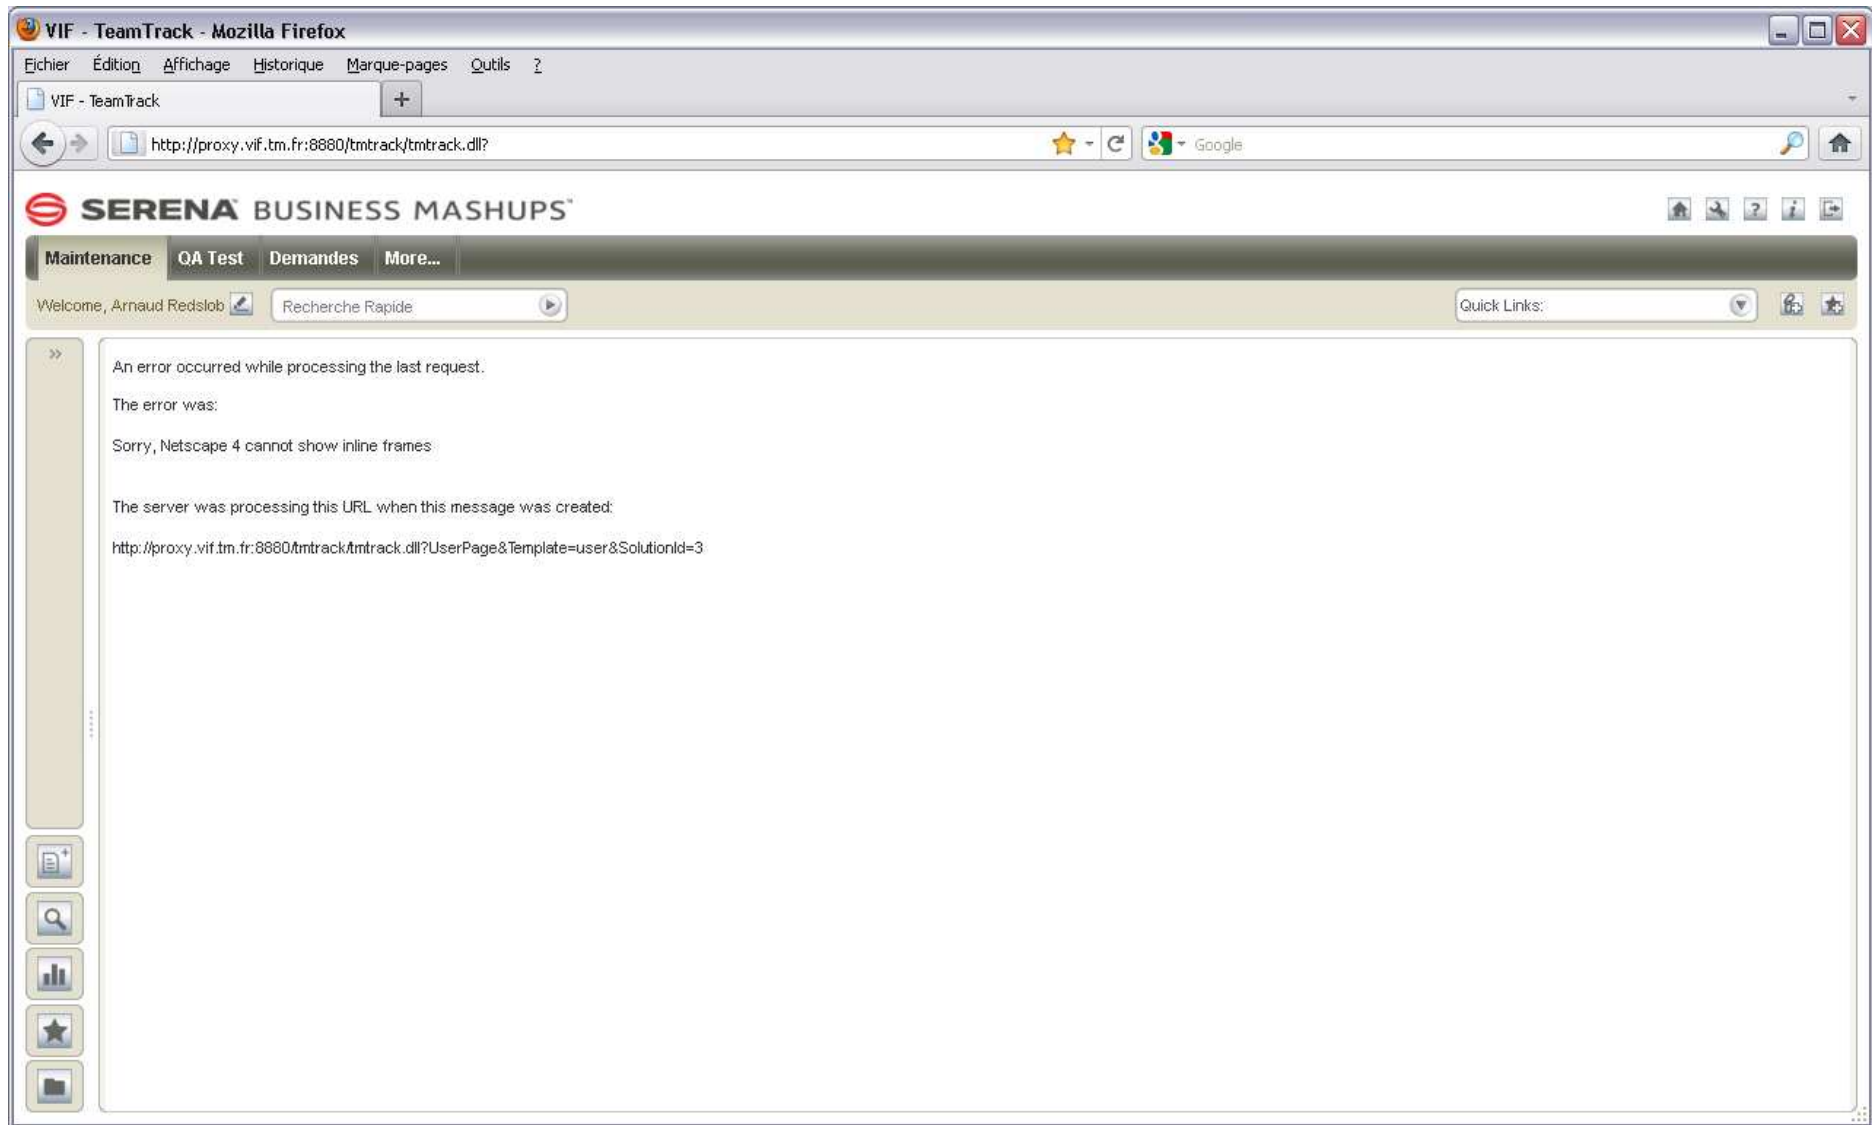 VIF - TeamTrack - Mozilla Firefox
Fichier Édition Affichage Historique Marque-pages Outils ?
VIF - TeamTrack
http://proxy.vif.tm.fr:8880/tmtrack/tmtrack.dll?
Google
SERENA BUSINESS MASHUPS
Maintenance QA Test Demandes More...
Welcome, Arnaud Redslob Recherche Rapide Quick Links:
An error occurred while processing the last request.
The error was:
Sorry, Netscape 4 cannot show inline frames
The server was processing this URL when this message was created:
http://proxy.vif.tm.fr:8880/tmtrack/tmtrack.dll?UserPage&Template=user&SolutionId=3